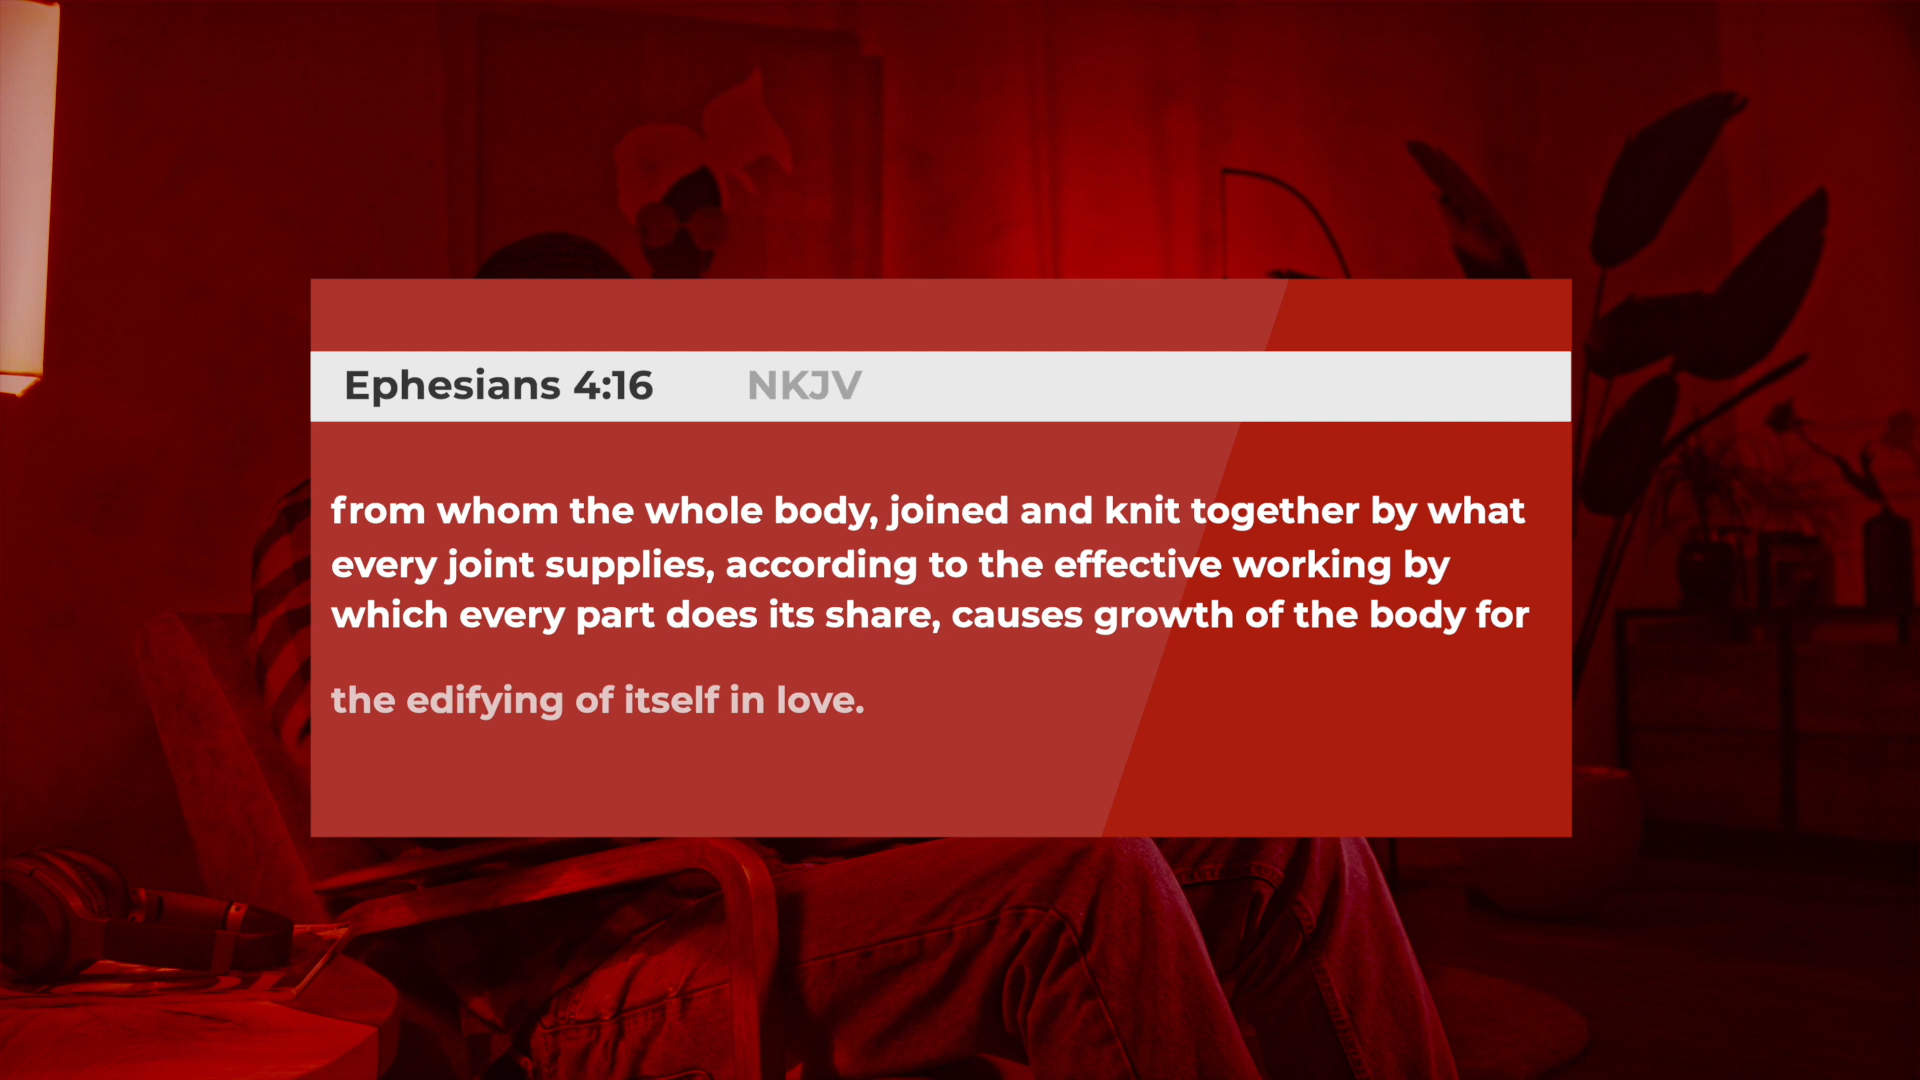 Ephesians 4:16 NKJV
from whom the whole body, joined and knit together by what
every joint supplies, according to the effective working by
which every part does its share, causes growth of the body for
the edifying of itself in love.